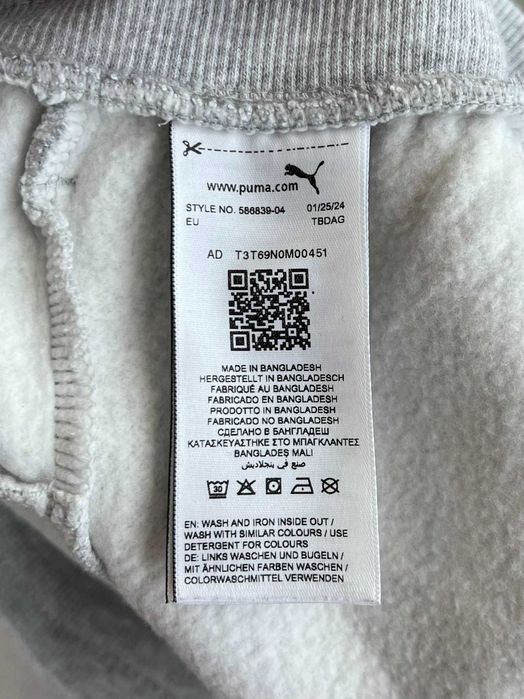 www.puma.com
STYLE NO. 586839-04 01/25/24
EU TBDAG
AD T3T69N0M00451
MADE IN BANGLADESH
HERGESTELLT IN BANGLADESCH
FABRIQUÉ AU BANGLADESH
FABRICADO EN BANGLADESH
PRODOTTO IN BANGLADESH
FABRICADO NO BANGLADESH
СДЕЛАНО В БАНГЛАДЕШ
ΚΑΤΑΣΚΕΥΑΣΤΗΚΕ ΣΤΟ ΜΠΑΓΚΛΑΝΤΕΣ
BANGLADEŞ MALI
صنع في بنجلاديش
30
EN: WASH AND IRON INSIDE OUT /
WASH WITH SIMILAR COLOURS / USE
DETERGENT FOR COLOURS
DE: LINKS WASCHEN UND BUGELN /
MIT ÄHNLICHEN FARBEN WASCHEN /
COLORWASCHMITTEL VERWENDEN